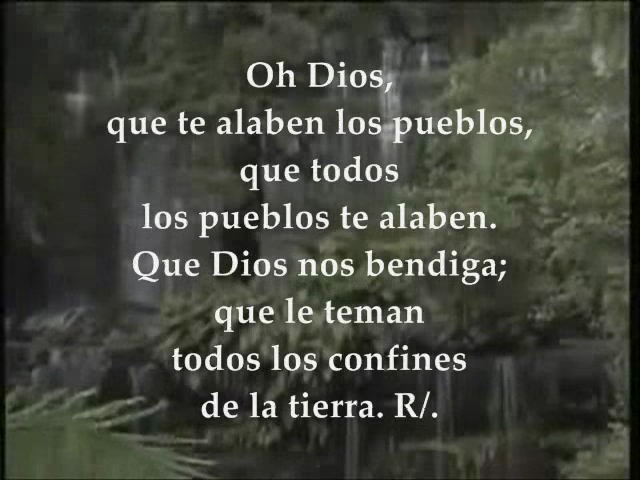 Oh Dios,
que te alaben los pueblos,
que todos
los pueblos te alaben.
Que Dios nos bendiga;
que le teman
todos los confines
de la tierra. R/.